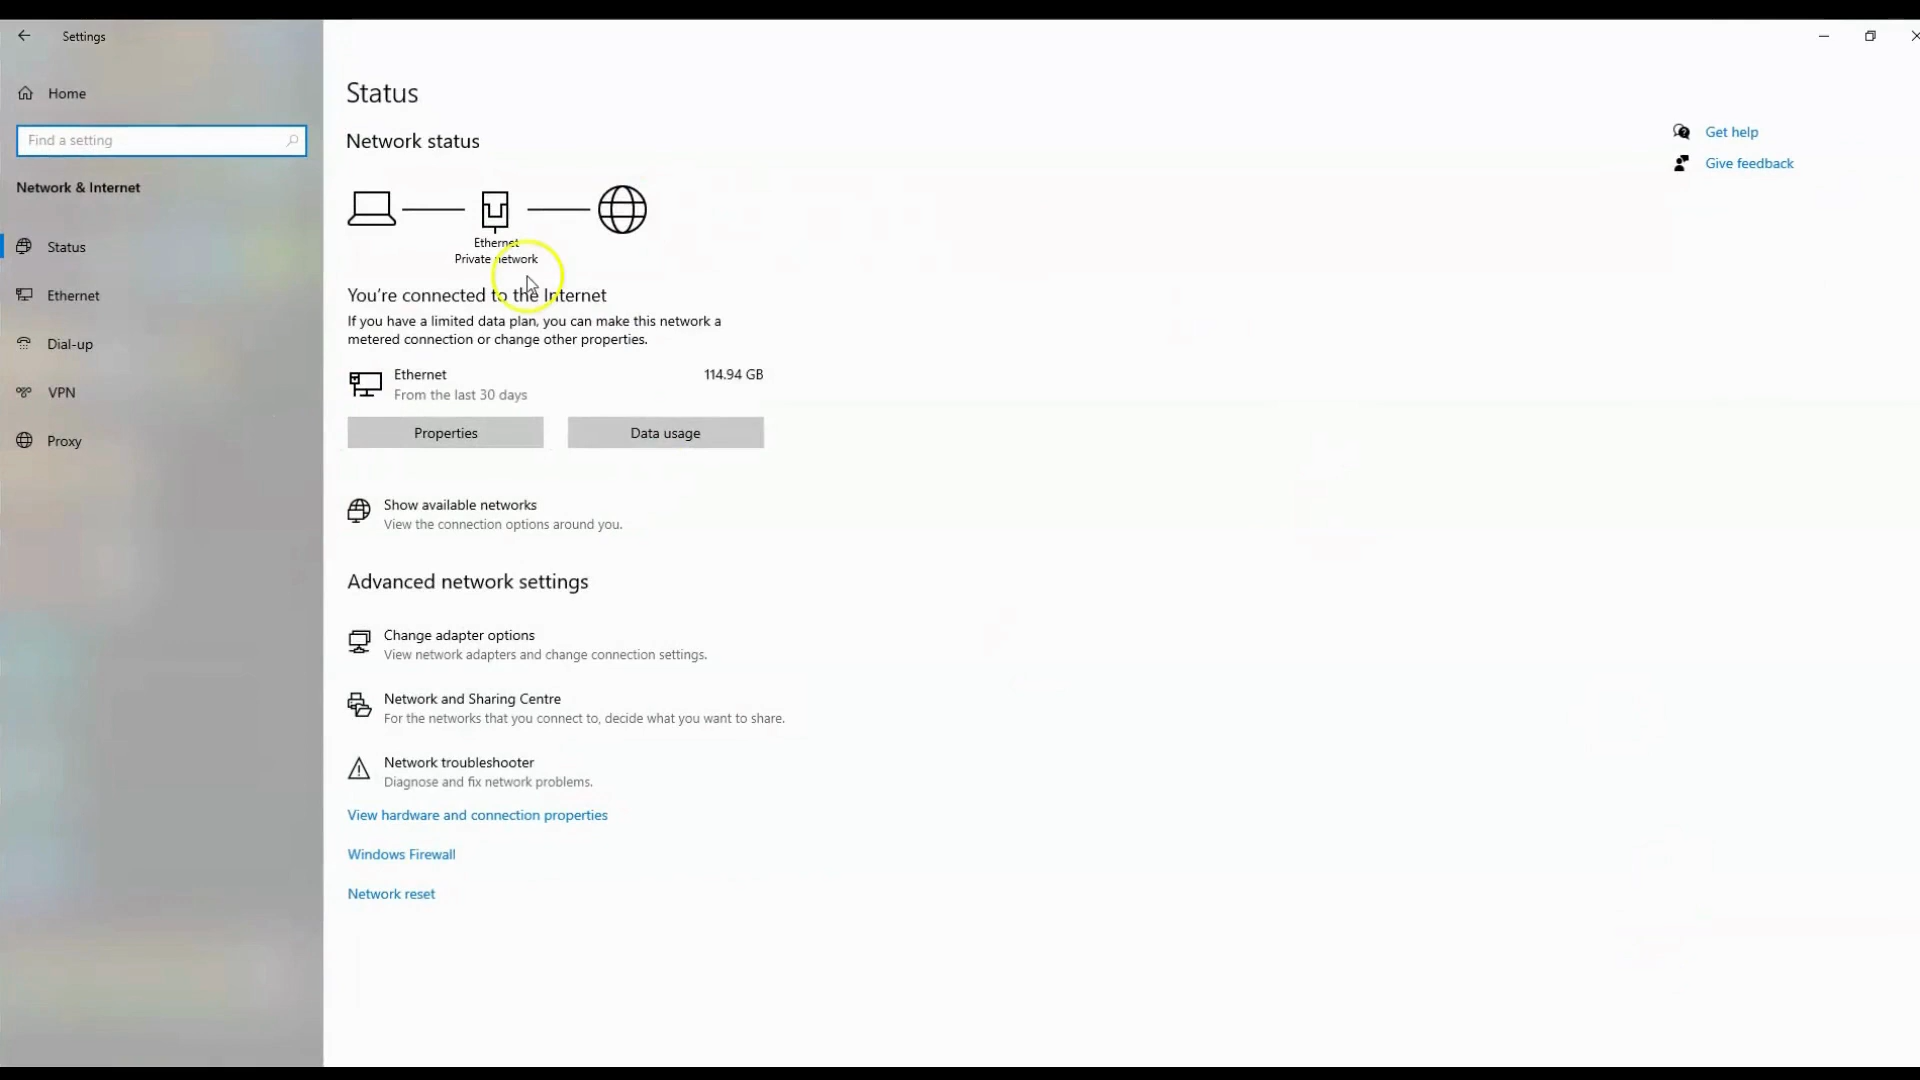 Settings
Home
Find a setting
Network & Internet
Status
Ethernet
Dial-up
VPN
Proxy
Status
Network status
Ethernet
Private network
You're connected to the Internet
If you have a limited data plan, you can make this network a
metered connection or change other properties.
Ethernet 114.94 GB
From the last 30 days
Properties Data usage
Show available networks
View the connection options around you.
Advanced network settings
Change adapter options
View network adapters and change connection settings.
Network and Sharing Centre
For the networks that you connect to, decide what you want to share.
Network troubleshooter
Diagnose and fix network problems.
View hardware and connection properties
Windows Firewall
Network reset
Get help
Give feedback